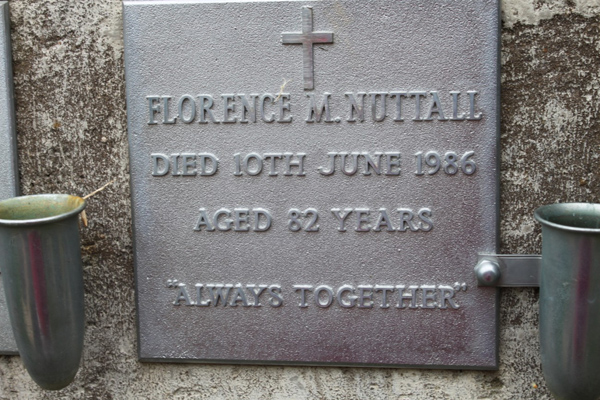 FLORENCE M. NUTTALL
DIED 10TH JUNE 1986
AGED 82 YEARS
"ALWAYS TOGETHER"